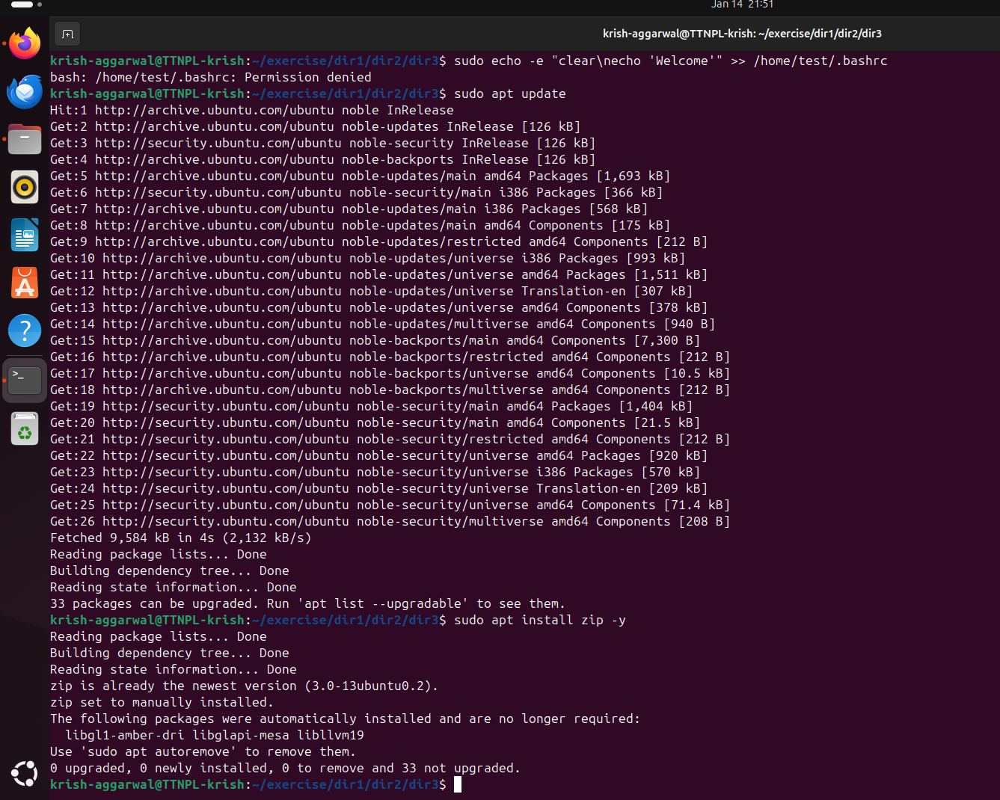 Jan 14 21:51
krish-aggarwal@TTNPL-krish: ~/exercise/dir1/dir2/dir3
krish-aggarwal@TTNPL-krish:~/exercise/dir1/dir2/dir3$ sudo echo -e "clear\necho 'Welcome'" >> /home/test/.bashrc
bash: /home/test/.bashrc: Permission denied
krish-aggarwal@TTNPL-krish:~/exercise/dir1/dir2/dir3$ sudo apt update
Hit:1 http://archive.ubuntu.com/ubuntu noble InRelease
Get:2 http://archive.ubuntu.com/ubuntu noble-updates InRelease [126 kB]
Get:3 http://security.ubuntu.com/ubuntu noble-security InRelease [126 kB]
Get:4 http://archive.ubuntu.com/ubuntu noble-backports InRelease [126 kB]
Get:5 http://archive.ubuntu.com/ubuntu noble-updates/main amd64 Packages [1,693 kB]
Get:6 http://security.ubuntu.com/ubuntu noble-security/main i386 Packages [366 kB]
Get:7 http://archive.ubuntu.com/ubuntu noble-updates/main i386 Packages [568 kB]
Get:8 http://archive.ubuntu.com/ubuntu noble-updates/main amd64 Components [175 kB]
Get:9 http://archive.ubuntu.com/ubuntu noble-updates/restricted amd64 Components [212 B]
Get:10 http://archive.ubuntu.com/ubuntu noble-updates/universe i386 Packages [993 kB]
Get:11 http://archive.ubuntu.com/ubuntu noble-updates/universe amd64 Packages [1,511 kB]
Get:12 http://archive.ubuntu.com/ubuntu noble-updates/universe Translation-en [307 kB]
Get:13 http://archive.ubuntu.com/ubuntu noble-updates/universe amd64 Components [378 kB]
Get:14 http://archive.ubuntu.com/ubuntu noble-updates/multiverse amd64 Components [940 B]
Get:15 http://archive.ubuntu.com/ubuntu noble-backports/main amd64 Components [7,300 B]
Get:16 http://archive.ubuntu.com/ubuntu noble-backports/restricted amd64 Components [212 B]
Get:17 http://archive.ubuntu.com/ubuntu noble-backports/universe amd64 Components [10.5 kB]
Get:18 http://archive.ubuntu.com/ubuntu noble-backports/multiverse amd64 Components [212 B]
Get:19 http://security.ubuntu.com/ubuntu noble-security/main amd64 Packages [1,404 kB]
Get:20 http://security.ubuntu.com/ubuntu noble-security/main amd64 Components [21.5 kB]
Get:21 http://security.ubuntu.com/ubuntu noble-security/restricted amd64 Components [212 B]
Get:22 http://security.ubuntu.com/ubuntu noble-security/universe amd64 Packages [920 kB]
Get:23 http://security.ubuntu.com/ubuntu noble-security/universe i386 Packages [570 kB]
Get:24 http://security.ubuntu.com/ubuntu noble-security/universe Translation-en [209 kB]
Get:25 http://security.ubuntu.com/ubuntu noble-security/universe amd64 Components [71.4 kB]
Get:26 http://security.ubuntu.com/ubuntu noble-security/multiverse amd64 Components [208 B]
Fetched 9,584 kB in 4s (2,132 kB/s)
Reading package lists... Done
Building dependency tree... Done
Reading state information... Done
33 packages can be upgraded. Run 'apt list --upgradable' to see them.
krish-aggarwal@TTNPL-krish:~/exercise/dir1/dir2/dir3$ sudo apt install zip -y
Reading package lists... Done
Building dependency tree... Done
Reading state information... Done
zip is already the newest version (3.0-13ubuntu0.2).
zip set to manually installed.
The following packages were automatically installed and are no longer required:
  libgl1-amber-dri libglapi-mesa libllvm19
Use 'sudo apt autoremove' to remove them.
0 upgraded, 0 newly installed, 0 to remove and 33 not upgraded.
krish-aggarwal@TTNPL-krish:~/exercise/dir1/dir2/dir3$